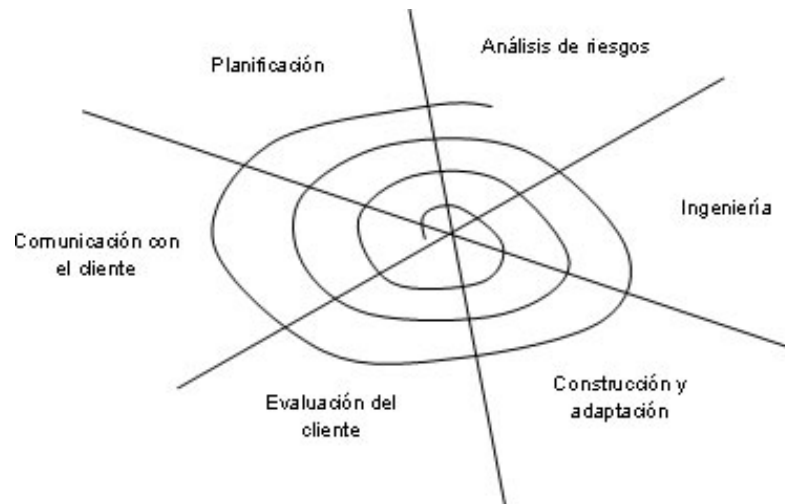 Planificación
Análisis de riesgos
Ingeniería
Comunicación con
el cliente
Evaluación del
cliente
Construcción y
adaptación